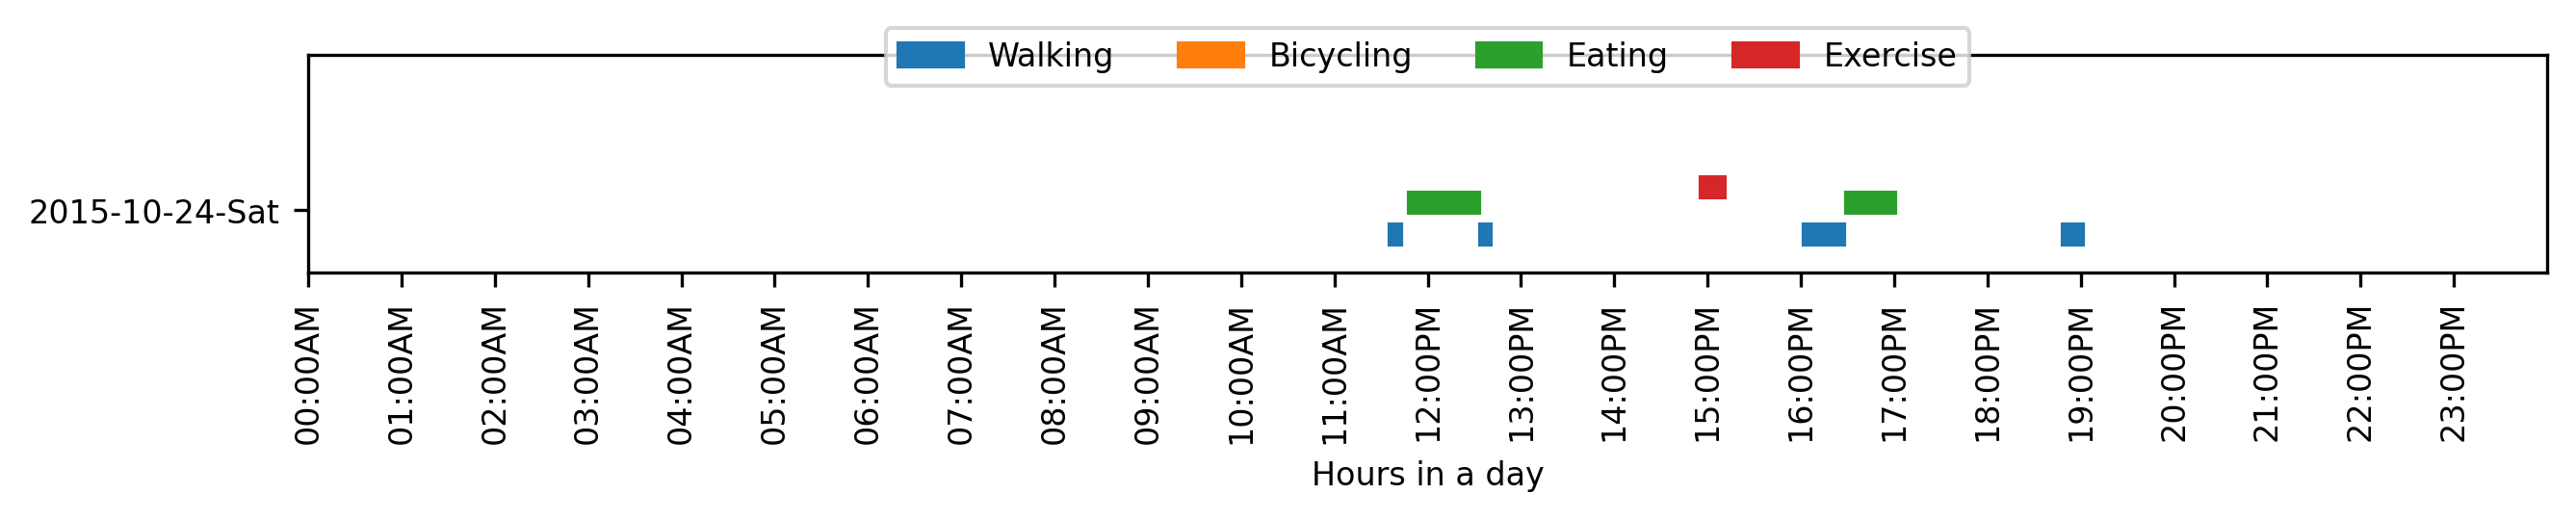 Walking Bicycling Eating Exercise
2015-10-24-Sat
00:00AM 01:00AM 02:00AM 03:00AM 04:00AM 05:00AM 06:00AM 07:00AM 08:00AM 09:00AM 10:00AM 11:00AM 12:00PM 13:00PM 14:00PM 15:00PM 16:00PM 17:00PM 18:00PM 19:00PM 20:00PM 21:00PM 22:00PM 23:00PM
Hours in a day